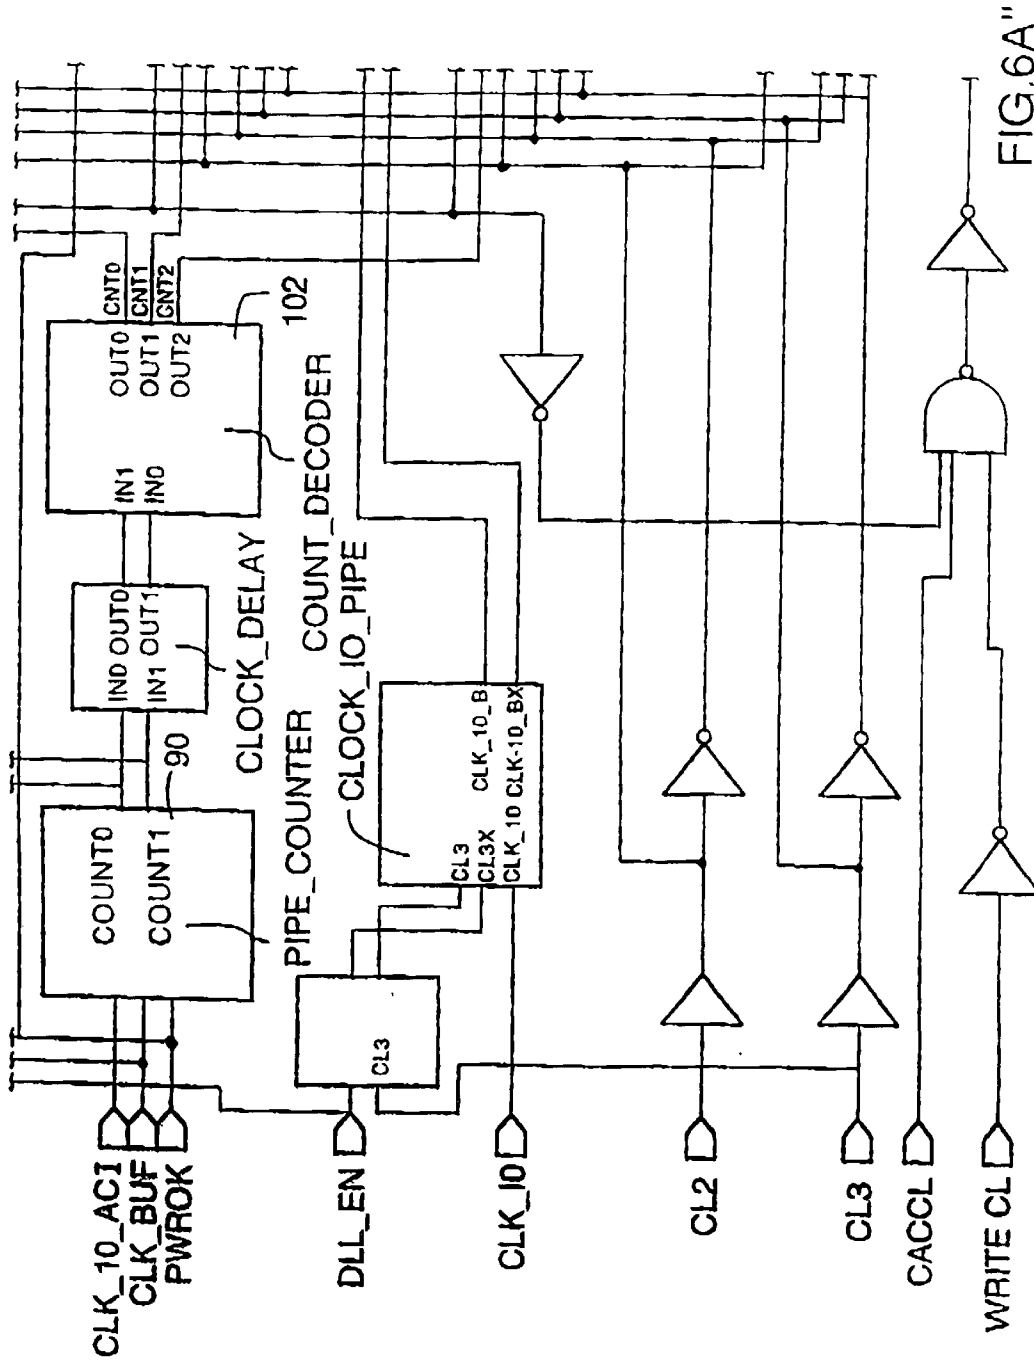 CLK_10_ACI
CLK_BUF
PWROK
COUNT0
COUNT1
90
PIPE_COUNTER
IN0 OUT0
IN1 OUT1
CLOCK_DELAY
IN1
IN0
OUT0
OUT1
OUT2
CNT0
CNT1
CNT2
102
COUNT_DECODER
CLOCK_IO_PIPE
DLL_EN
CL3
CL3
CL3X
CLK_10
CLK_10_B
CLK-10_BX
CLK_IO
CL2
CL3
CACCL
WRITE CL
FIG.6A"